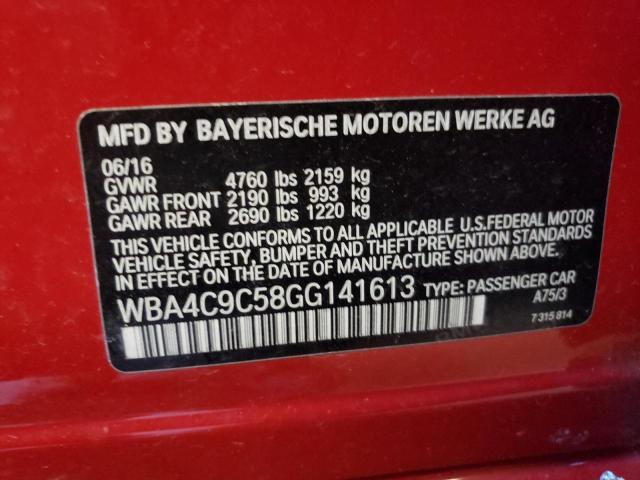 MFD BY BAYERISCHE MOTOREN WERKE AG
06/16
GVWR 4760 lbs 2159 kg
GAWR FRONT 2190 lbs 993 kg
GAWR REAR 2690 lbs 1220 kg
THIS VEHICLE CONFORMS TO ALL APPLICABLE U.S.FEDERAL MOTOR
VEHICLE SAFETY, BUMPER AND THEFT PREVENTION STANDARDS
IN EFFECT ON THE DATE OF MANUFACTURE SHOWN ABOVE.
WBA4C9C58GG141613 TYPE: PASSENGER CAR
A75/3
7 315 814